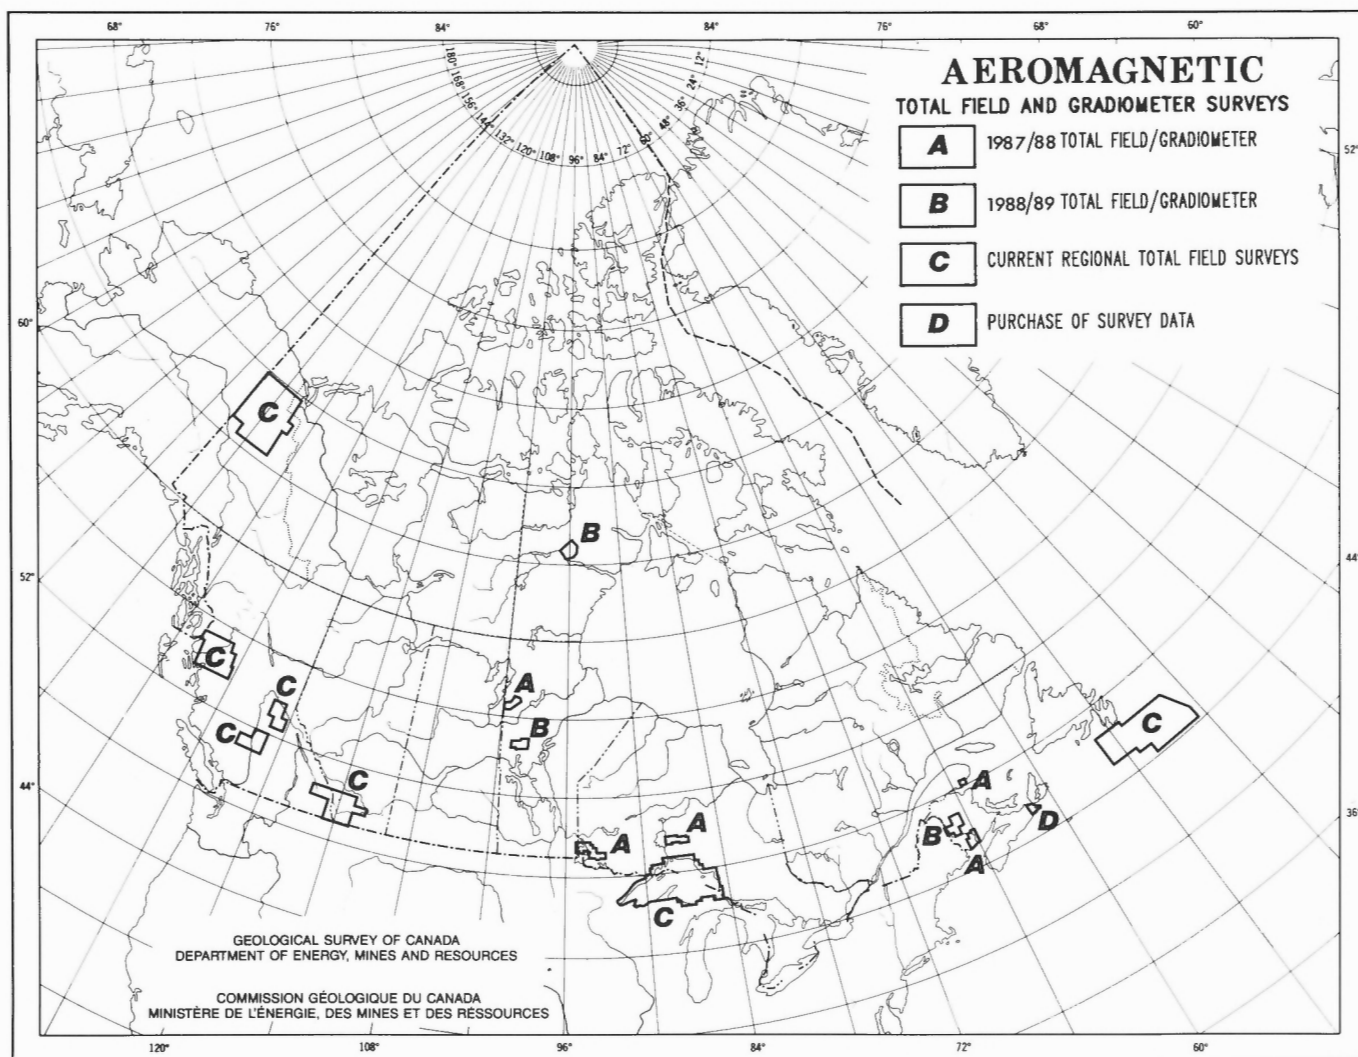 68°
76°
84°
84°
76°
68°
60°
180°
168°
156°
144°
132°
120°
108°
96°
84°
72°
60°
48°
36°
24°
12°
AEROMAGNETIC
TOTAL FIELD AND GRADIOMETER SURVEYS
A 1987/88 TOTAL FIELD/GRADIOMETER
B 1988/89 TOTAL FIELD/GRADIOMETER
C CURRENT REGIONAL TOTAL FIELD SURVEYS
D PURCHASE OF SURVEY DATA
52°
60°
C
B
44°
52°
C
C
A
C
B
C
C
A
D
36°
44°
C
A
A
B
A
C
GEOLOGICAL SURVEY OF CANADA
DEPARTMENT OF ENERGY, MINES AND RESOURCES
COMMISSION GÉOLOGIQUE DU CANADA
MINISTÈRE DE L'ÉNERGIE, DES MINES ET DES RÉSSOURCES
120°
108°
96°
84°
72°
60°